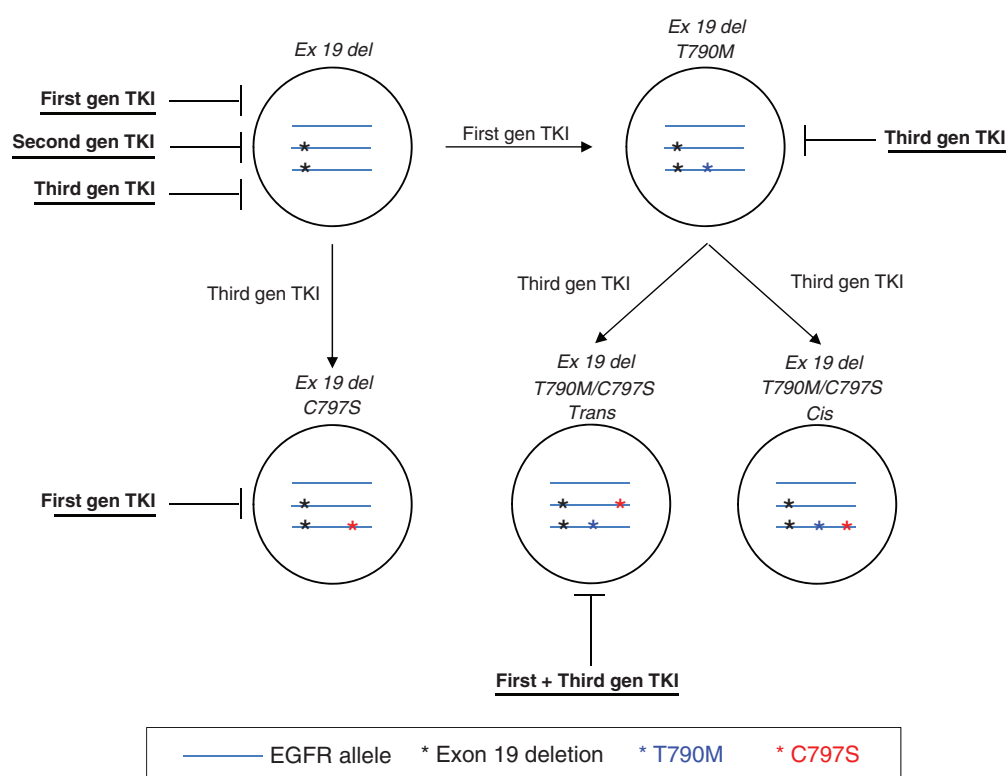 Ex 19 del
Ex 19 del
T790M
First gen TKI
Second gen TKI
Third gen TKI
First gen TKI
Third gen TKI
Third gen TKI
Third gen TKI
Third gen TKI
Ex 19 del
C797S
Ex 19 del
T790M/C797S
Trans
Ex 19 del
T790M/C797S
Cis
First gen TKI
First + Third gen TKI
EGFR allele * Exon 19 deletion * T790M * C797S